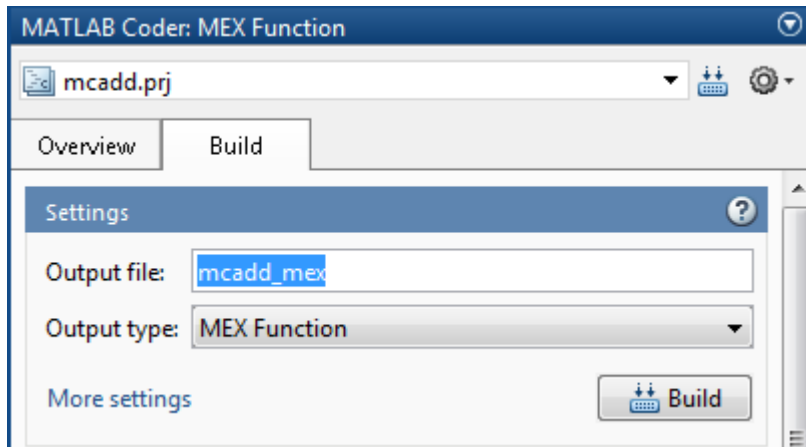 MATLAB Coder: MEX Function
mcadd.prj
Overview Build
Settings ?
Output file: mcadd_mex
Output type: MEX Function
More settings Build